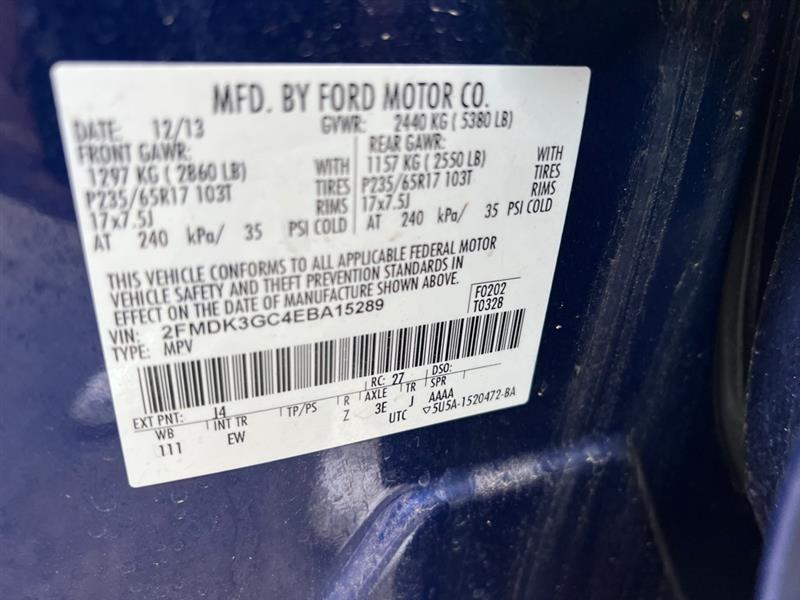 MFD. BY FORD MOTOR CO.
DATE: 12/13 GVWR: 2440 KG ( 5380 LB)
FRONT GAWR: REAR GAWR:
1297 KG ( 2860 LB) WITH 1157 KG ( 2550 LB) WITH
P235/65R17 103T TIRES P235/65R17 103T TIRES
17x7.5J RIMS 17x7.5J RIMS
AT 240 kPa/ 35 PSI COLD AT 240 kPa/ 35 PSI COLD
THIS VEHICLE CONFORMS TO ALL APPLICABLE FEDERAL MOTOR
VEHICLE SAFETY AND THEFT PREVENTION STANDARDS IN
EFFECT ON THE DATE OF MANUFACTURE SHOWN ABOVE.
F0202
T0328
VIN: 2FMDK3GC4EBA15289
TYPE: MPV
RC: 27 DSO:
EXT PNT: J4
WB INT TR TP/PS R AXLE TR SPR
111 EW Z 3E J AAAA
UTC ▽5U5A-1520472-BA